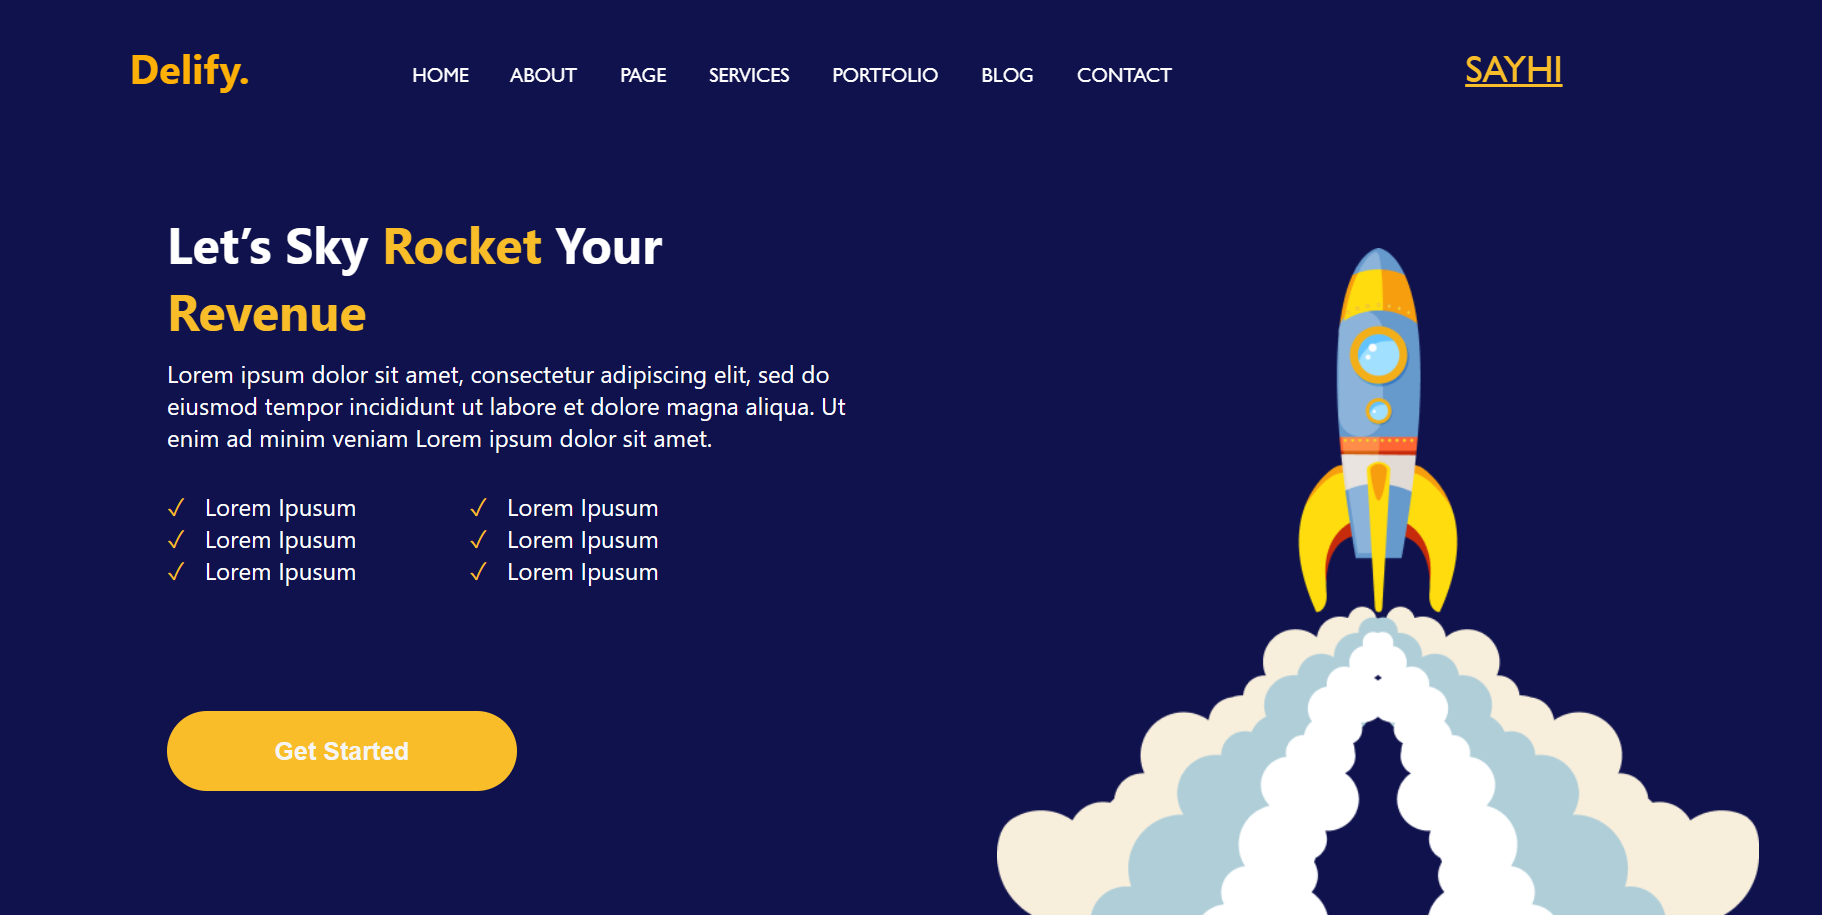 Delify.
HOME ABOUT PAGE SERVICES PORTFOLIO BLOG CONTACT
SAYHI
Let’s Sky Rocket Your
Revenue
Lorem ipsum dolor sit amet, consectetur adipiscing elit, sed do
eiusmod tempor incididunt ut labore et dolore magna aliqua. Ut
enim ad minim veniam Lorem ipsum dolor sit amet.
✓ Lorem Ipusum
✓ Lorem Ipusum
✓ Lorem Ipusum
✓ Lorem Ipusum
✓ Lorem Ipusum
✓ Lorem Ipusum
Get Started